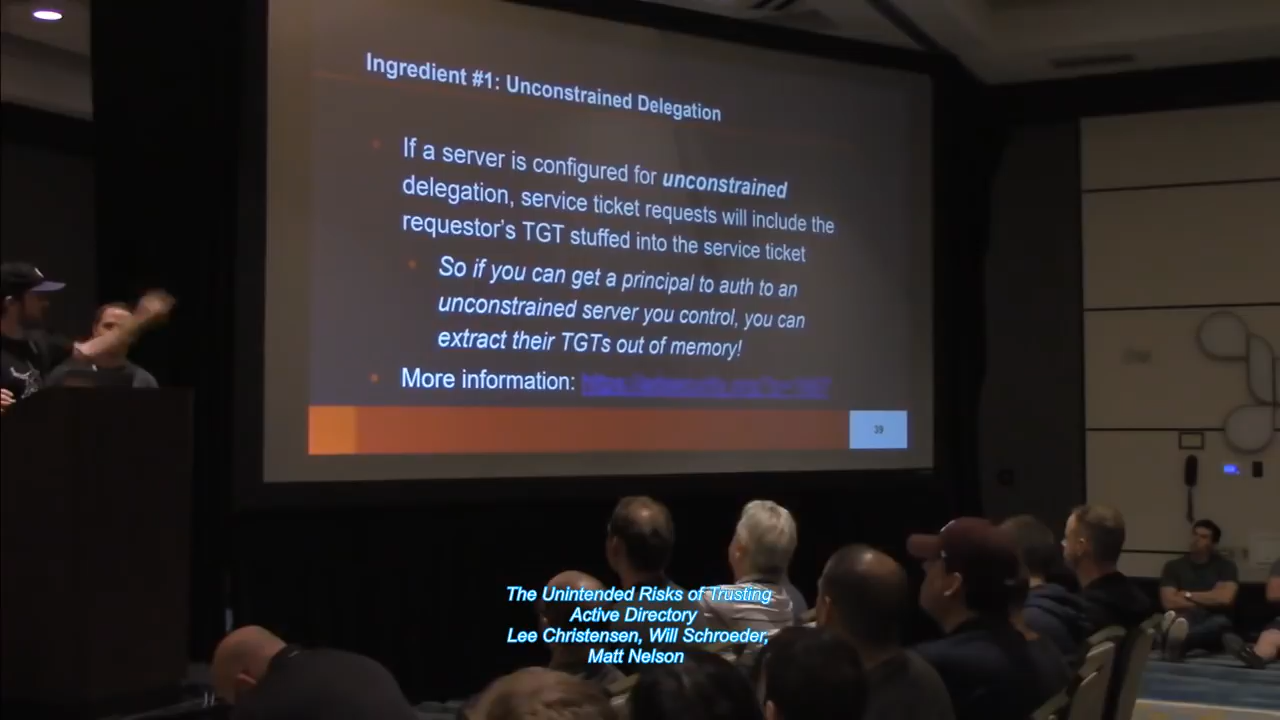 Ingredient #1: Unconstrained Delegation
If a server is configured for unconstrained
delegation, service ticket requests will include the
requestor's TGT stuffed into the service ticket
So if you can get a principal to auth to an
unconstrained server you control, you can
extract their TGTs out of memory!
More information:
39
The Unintended Risks of Trusting
Active Directory
Lee Christensen, Will Schroeder,
Matt Nelson